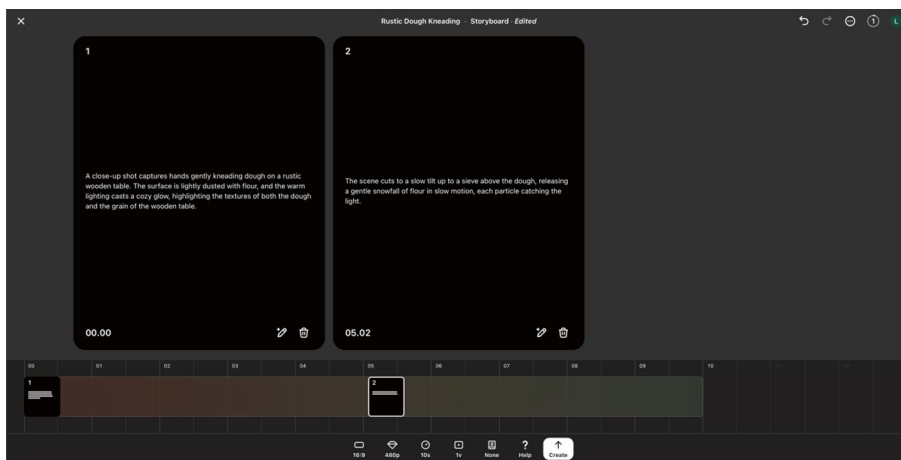 Rustic Dough Kneading · Storyboard · Edited
1
L
1
2
A close-up shot captures hands gently kneading dough on a rustic
wooden table. The surface is lightly dusted with flour, and the warm
lighting casts a cozy glow, highlighting the textures of both the dough
and the grain of the wooden table.
The scene cuts to a slow tilt up to a sieve above the dough, releasing
a gentle snowfall of flour in slow motion, each particle catching the
light.
00.00
05.02
00 01 02 03 04 05 06 07 08 09 10
1
2
16:9 480p 10s 1v None Help Create